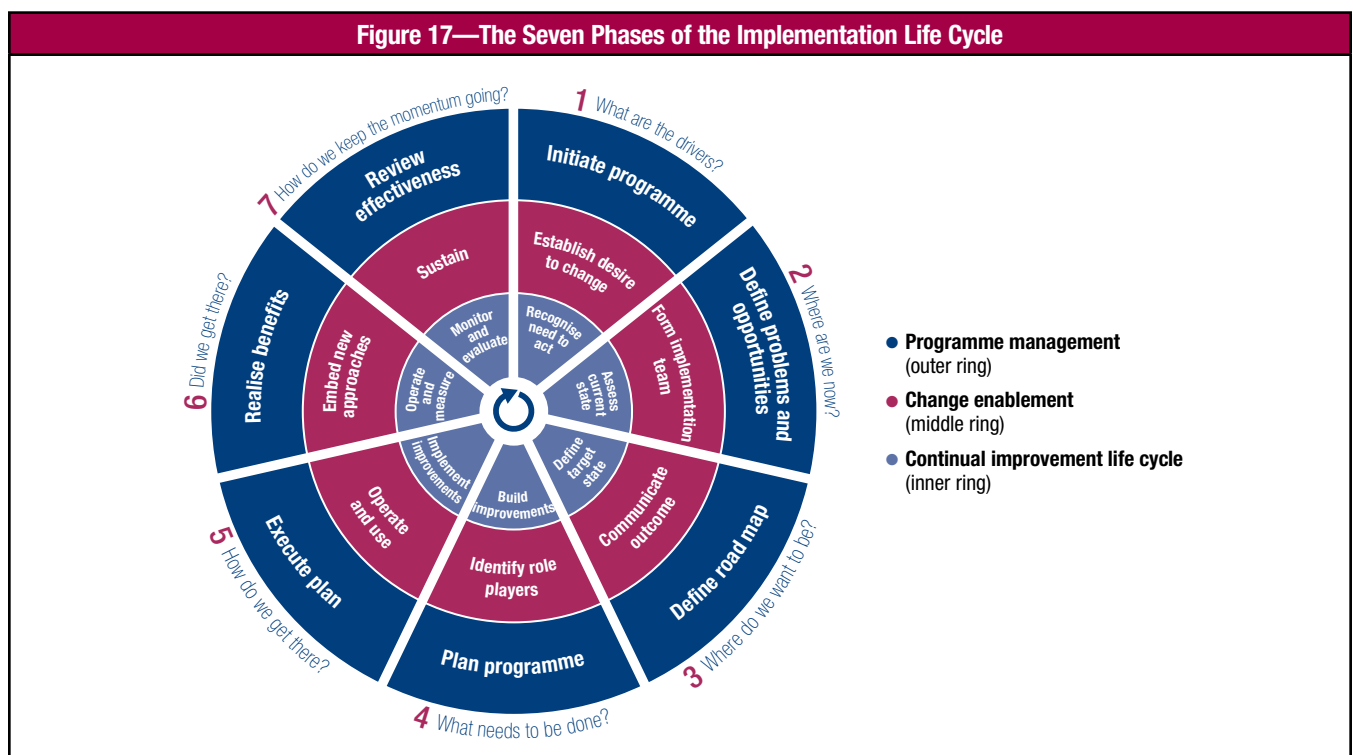 Figure 17—The Seven Phases of the Implementation Life Cycle
1 What are the drivers?
Initiate programme
Establish desire
to change
Recognise
need to
act
2 Where are we now?
Define problems and
opportunities
Form implementation
team
Assess
current
state
3 Where do we want to be?
Define road map
Communicate
outcome
Define
target
state
4 What needs to be done?
Plan programme
Identify role
players
Build
improvements
5 How do we get there?
Execute plan
Operate
and use
Implement
improvements
6 Did we get there?
Realise benefits
Embed new
approaches
Operate
and
measure
7 How do we keep the momentum going?
Review
effectiveness
Sustain
Monitor
and
evaluate
Programme management
(outer ring)
Change enablement
(middle ring)
Continual improvement life cycle
(inner ring)